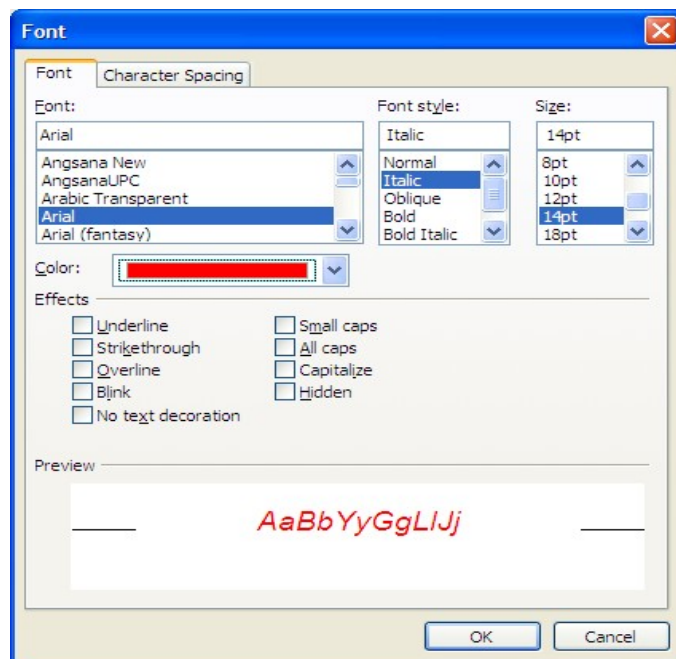 Font
Font Character Spacing
Font: Font style: Size:
Arial Italic 14pt
Angsana New Normal 8pt
AngsanaUPC Italic 10pt
Arabic Transparent Oblique 12pt
Arial Bold 14pt
Arial (fantasy) Bold Italic 18pt
Color:
Effects
Underline Small caps
Strikethrough All caps
Overline Capitalize
Blink Hidden
No text decoration
Preview
AaBbYyGgLlJj
OK Cancel